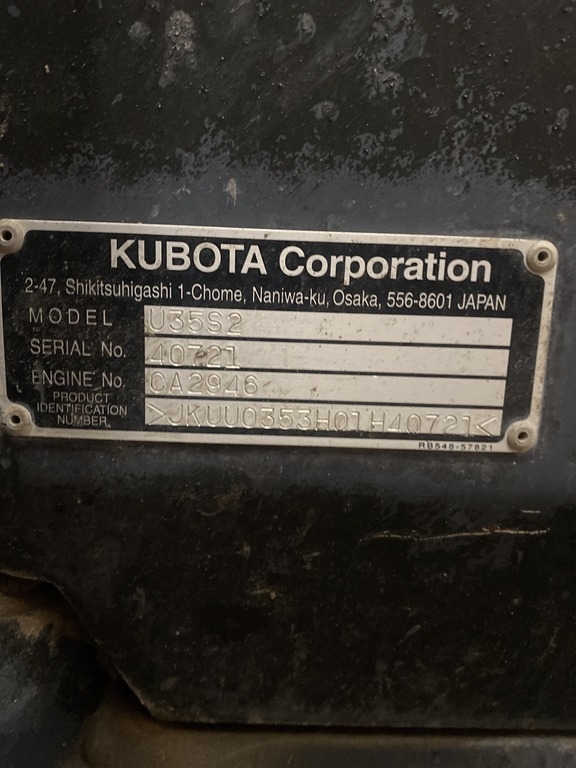 KUBOTA Corporation
2-47, Shikitsuhigashi 1-Chome, Naniwa-ku, Osaka, 556-8601 JAPAN
MODEL U35S2
SERIAL No. 40721
ENGINE No. CA2946
PRODUCT IDENTIFICATION NUMBER. >JKUU0353H01H40721<
RB548-57821